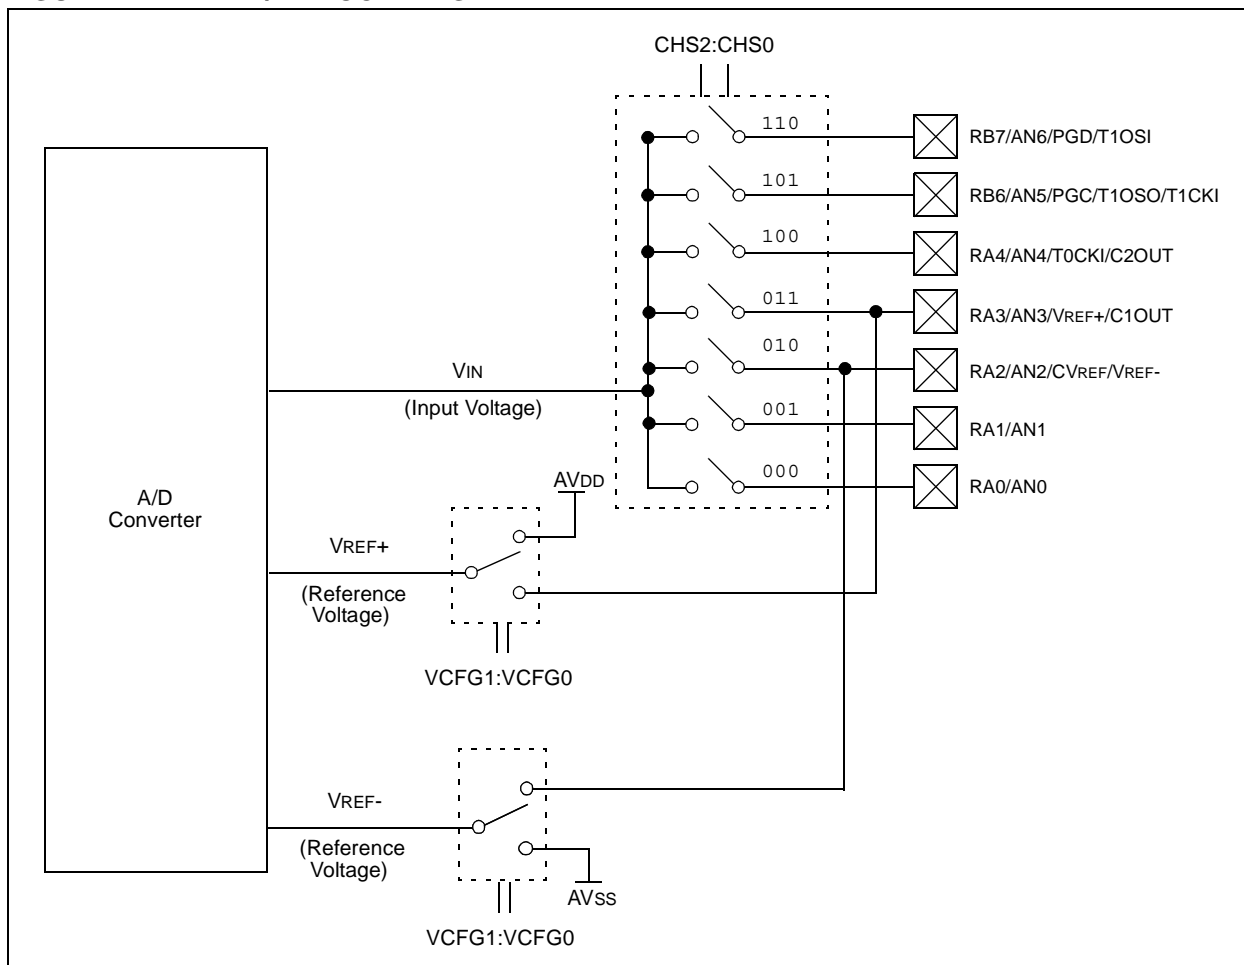 CHS2:CHS0
110
RB7/AN6/PGD/T1OSI
101
RB6/AN5/PGC/T1OSO/T1CKI
100
RA4/AN4/T0CKI/C2OUT
011
RA3/AN3/VREF+/C1OUT
010
RA2/AN2/CVREF/VREF-
001
RA1/AN1
000
RA0/AN0
VIN
(Input Voltage)
A/D
Converter
AVDD
VREF+
(Reference
Voltage)
VCFG1:VCFG0
VREF-
(Reference
Voltage)
AVSS
VCFG1:VCFG0